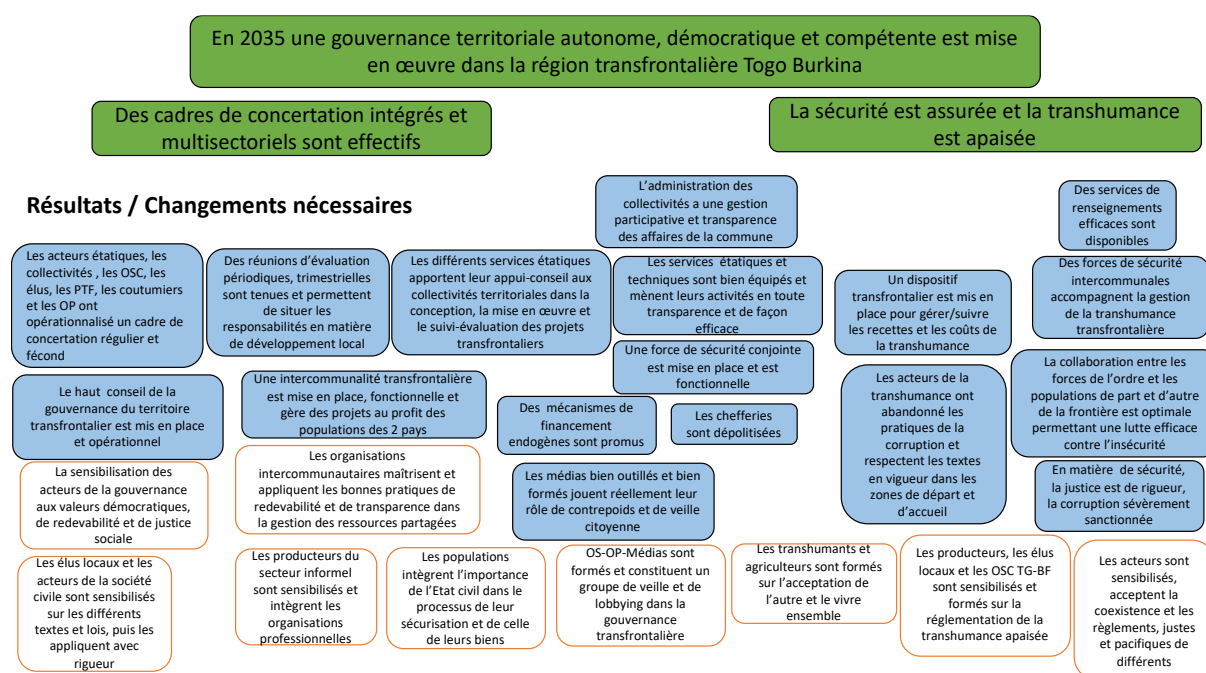 En 2035 une gouvernance territoriale autonome, démocratique et compétente est mise
en œuvre dans la région transfrontalière Togo Burkina
Des cadres de concertation intégrés et
multisectoriels sont effectifs
La sécurité est assurée et la transhumance
est apaisée
Résultats / Changements nécessaires
L'administration des
collectivités a une gestion
participative et transparence
des affaires de la commune
Des services de
renseignements
efficaces sont
disponibles
Les acteurs étatiques, les
collectivités , les OSC, les
élus, les PTF, les coutumiers
et les OP ont
opérationnalisé un cadre de
concertation régulier et
fécond
Des réunions d'évaluation
périodiques, trimestrielles
sont tenues et permettent
de situer les
responsabilités en matière
de développement local
Les différents services étatiques
apportent leur appui-conseil aux
collectivités territoriales dans la
conception, la mise en œuvre et
le suivi-évaluation des projets
transfrontaliers
Les services  étatiques et
techniques sont bien équipés et
mènent leurs activités en toute
transparence et de façon
efficace
Un dispositif
transfrontalier est mis en
place pour gérer/suivre
les recettes et les coûts de
la transhumance
Des forces de sécurité
intercommunales
accompagnent la gestion
de la transhumance
transfrontalière
Une force de sécurité conjointe
est mise en place et est
fonctionnelle
Le haut  conseil de la
gouvernance du territoire
transfrontalier est mis en place
et opérationnel
Une intercommunalité transfrontalière
est mise en place, fonctionnelle et
gère des projets au profit des
populations des 2 pays
Des  mécanismes de
financement
endogènes sont promus
Les chefferies
sont dépolitisées
Les acteurs de la
transhumance ont
abandonné les
pratiques de la
corruption et
respectent les textes
en vigueur dans les
zones de départ et
d'accueil
La collaboration entre les
forces de l'ordre et les
populations de part et d'autre
de la frontière est optimale
permettant une lutte efficace
contre l'insécurité
La sensibilisation des
acteurs de la gouvernance
aux valeurs démocratiques,
de redevabilité et de justice
sociale
Les organisations
intercommunautaires maîtrisent et
appliquent les bonnes pratiques de
redevabilité et de transparence dans
la gestion des ressources partagées
Les médias bien outillés et bien
formés jouent réellement leur
rôle de contrepoids et de veille
citoyenne
En matière  de sécurité,
la justice est de rigueur,
la corruption sévèrement
sanctionnée
Les élus locaux et les
acteurs de la société
civile sont sensibilisés
sur les différents
textes et lois, puis les
appliquent avec
rigueur
Les producteurs du
secteur informel
sont sensibilisés et
intègrent les
organisations
professionnelles
Les populations
intègrent l'importance
de l'Etat civil dans le
processus de leur
sécurisation et de celle
de leurs biens
OS-OP-Médias sont
formés et constituent un
groupe de veille et de
lobbying dans la
gouvernance
transfrontalière
Les transhumants et
agriculteurs sont formés
sur l'acceptation de
l'autre et le vivre
ensemble
Les producteurs, les élus
locaux et les OSC TG-BF
sont sensibilisés et
formés sur la
réglementation de la
transhumance apaisée
Les acteurs sont
sensibilisés,
acceptent la
coexistence et les
règlements, justes
et pacifiques de
différents